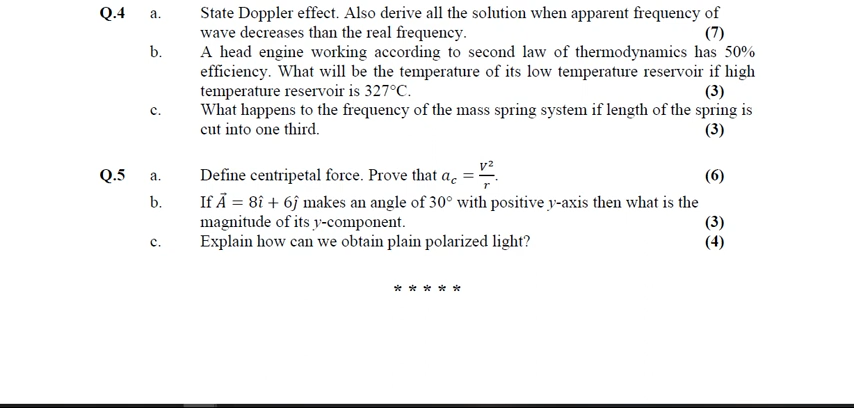 Q.4 a. State Doppler effect. Also derive all the solution when apparent frequency of
wave decreases than the real frequency. (7)
b. A head engine working according to second law of thermodynamics has 50%
efficiency. What will be the temperature of its low temperature reservoir if high
temperature reservoir is 327°C. (3)
c. What happens to the frequency of the mass spring system if length of the spring is
cut into one third. (3)
Q.5 a. Define centripetal force. Prove that a_c = V²/r. (6)
b. If A⃗ = 8î + 6ĵ makes an angle of 30° with positive y-axis then what is the
magnitude of its y-component. (3)
c. Explain how can we obtain plain polarized light? (4)
* * * * *